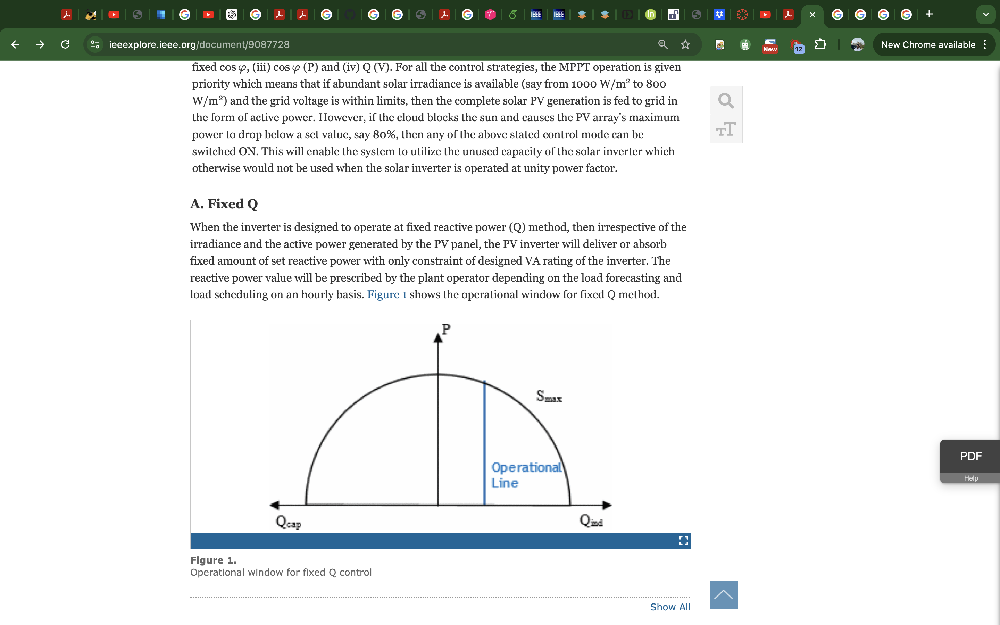 IEEE
IEEE
iD
ieeexplore.ieee.org/document/9087728
New
12
New Chrome available
fixed cos φ, (iii) cos φ (P) and (iv) Q (V). For all the control strategies, the MPPT operation is given
priority which means that if abundant solar irradiance is available (say from 1000 W/m² to 800
W/m²) and the grid voltage is within limits, then the complete solar PV generation is fed to grid in
the form of active power. However, if the cloud blocks the sun and causes the PV array's maximum
power to drop below a set value, say 80%, then any of the above stated control mode can be
switched ON. This will enable the system to utilize the unused capacity of the solar inverter which
otherwise would not be used when the solar inverter is operated at unity power factor.
TT
A. Fixed Q
When the inverter is designed to operate at fixed reactive power (Q) method, then irrespective of the
irradiance and the active power generated by the PV panel, the PV inverter will deliver or absorb
fixed amount of set reactive power with only constraint of designed VA rating of the inverter. The
reactive power value will be prescribed by the plant operator depending on the load forecasting and
load scheduling on an hourly basis. Figure 1 shows the operational window for fixed Q method.
P
Smax
Operational
Line
Qcap
Qind
PDF
Help
Figure 1.
Operational window for fixed Q control
Show All